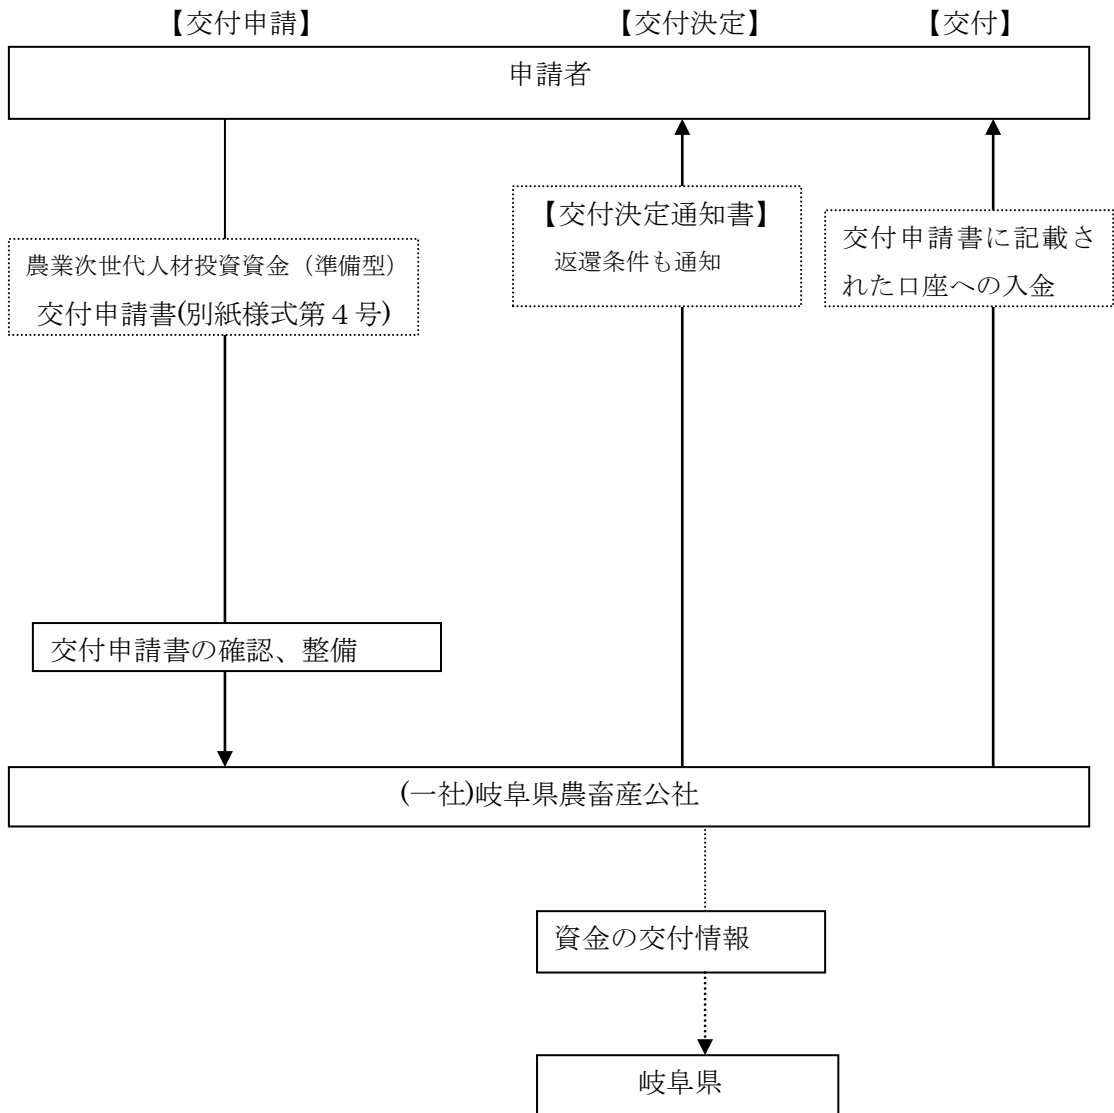 【交付申請】
【交付決定】
【交付】
申請者
【交付決定通知書】
返還条件も通知
交付申請書に記載さ
れた口座への入金
農業次世代人材投資資金（準備型）
交付申請書(別紙様式第４号)
交付申請書の確認、整備
(一社)岐阜県農畜産公社
資金の交付情報
岐阜県